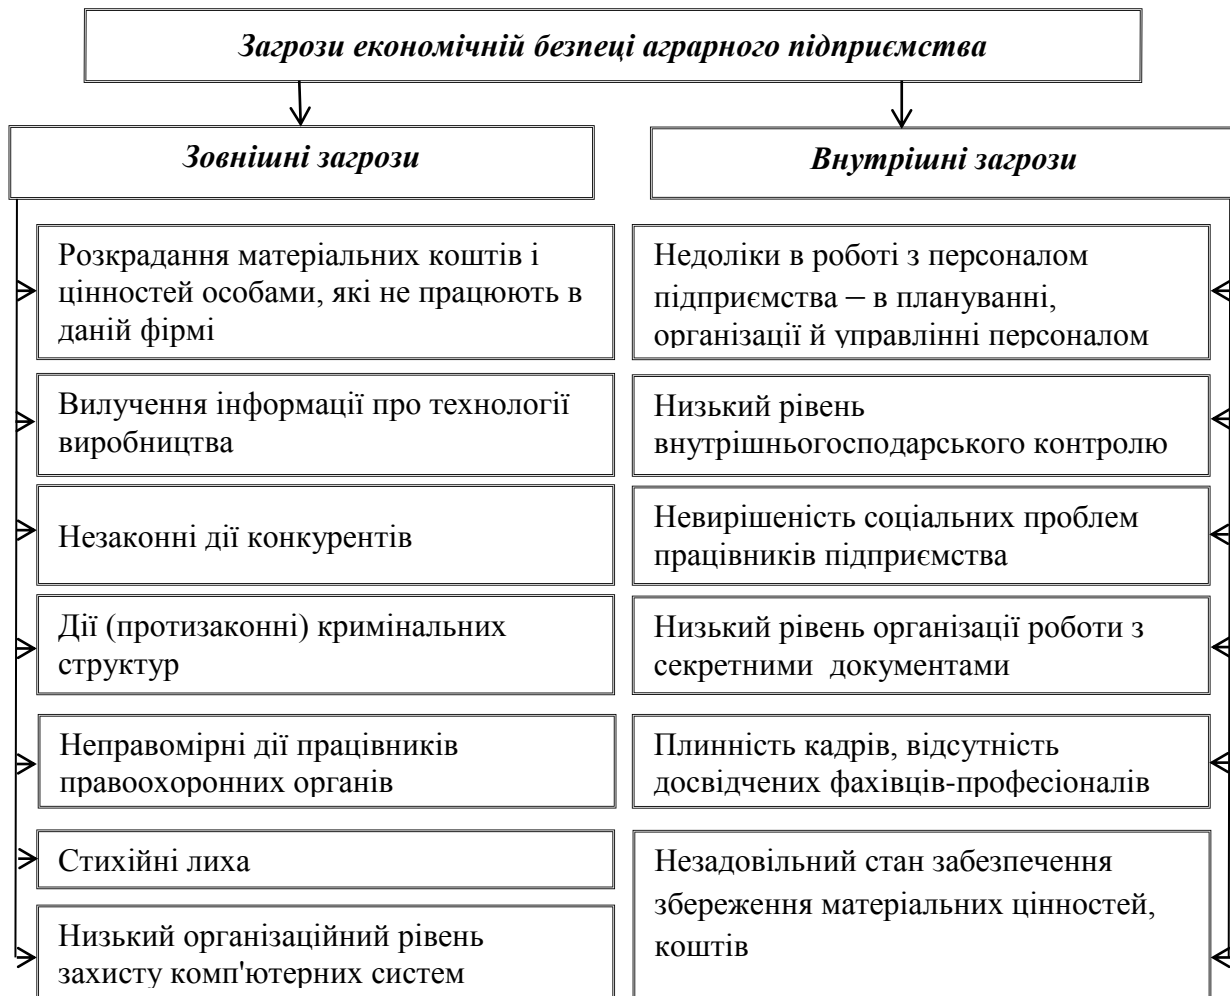 Загрози економічній безпеці аграрного підприємства
Зовнішні загрози
Розкрадання матеріальних коштів і
цінностей особами, які не працюють в
даній фірмі
Вилучення інформації про технології
виробництва
Незаконні дії конкурентів
Дії (протизаконні) кримінальних
структур
Неправомірні дії працівників
правоохоронних органів
Стихійні лиха
Низький організаційний рівень
захисту комп'ютерних систем
Внутрішні загрози
Недоліки в роботі з персоналом
підприємства – в плануванні,
організації й управлінні персоналом
Низький рівень
внутрішньогосподарського контролю
Невирішеність соціальних проблем
працівників підприємства
Низький рівень організації роботи з
секретними документами
Плинність кадрів, відсутність
досвідчених фахівців-професіоналів
Незадовільний стан забезпечення
збереження матеріальних цінностей,
коштів